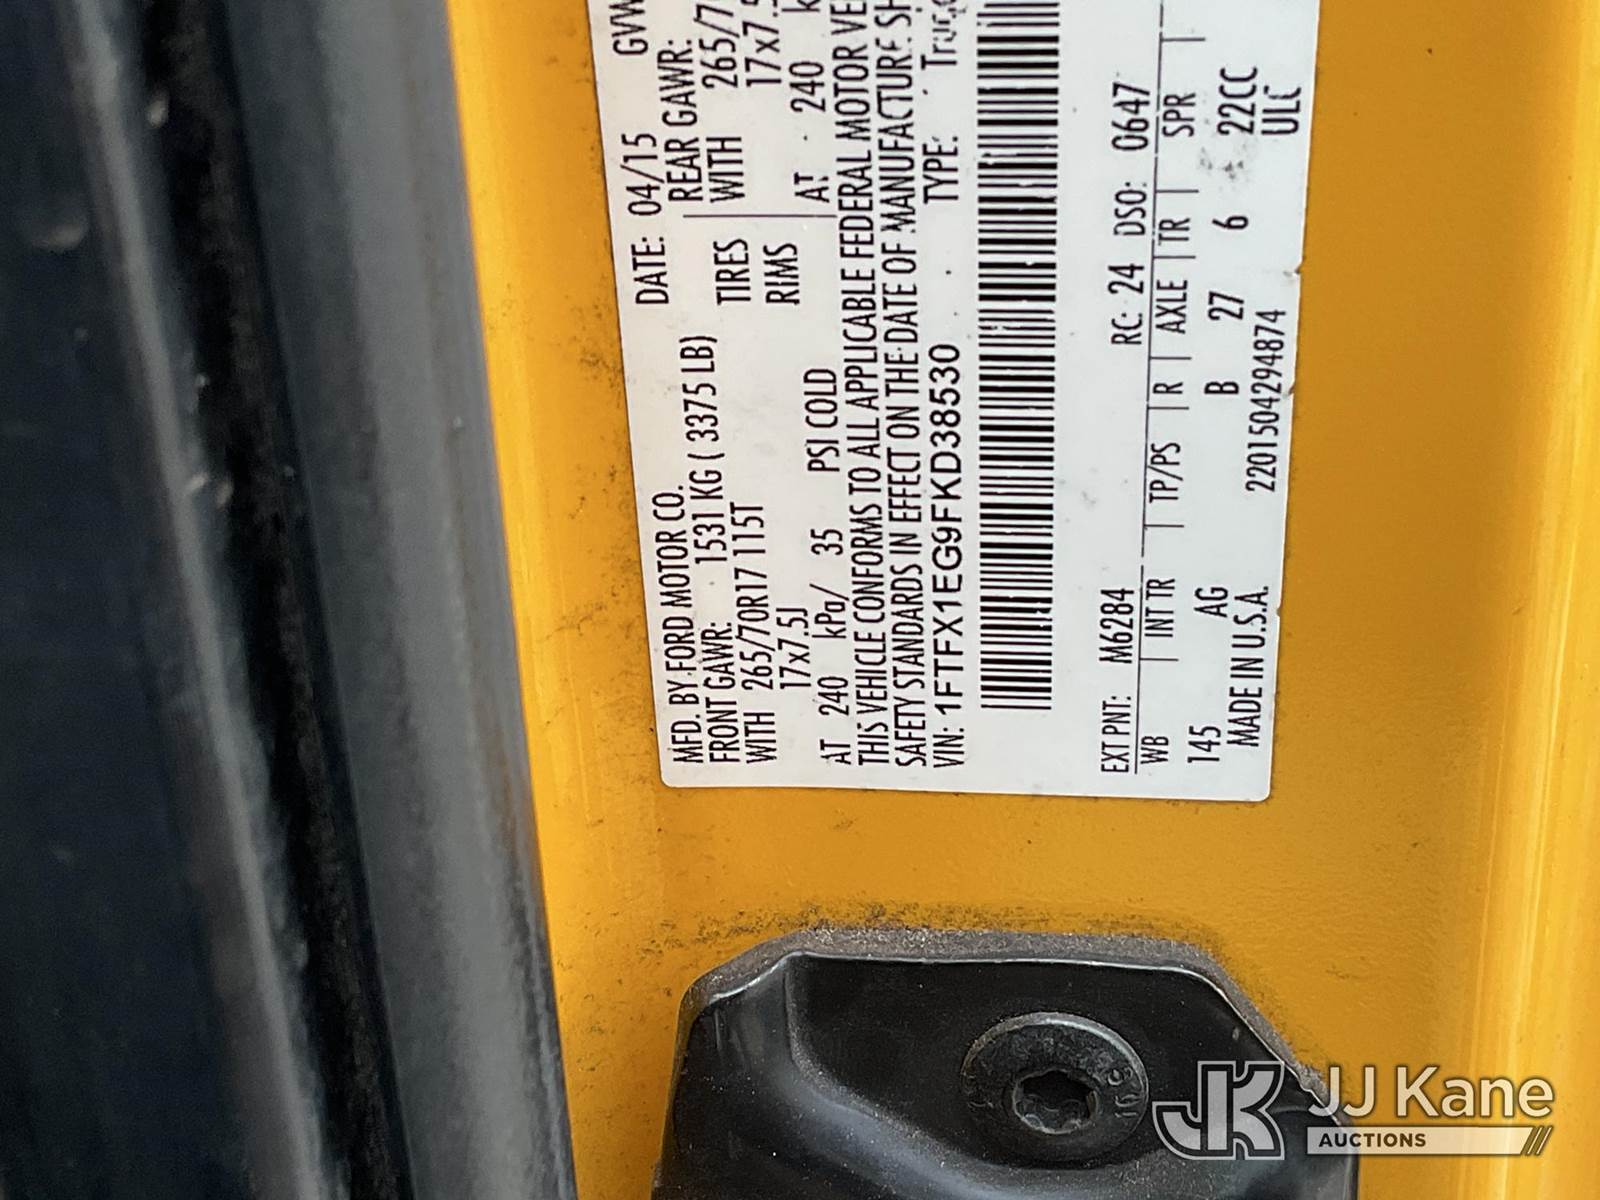 MFD. BY FORD MOTOR CO. DATE: 04/15
FRONT GAWR: 1531 KG ( 3375 LB) REAR GAWR:
WITH 265/70R17 115T TIRES WITH
17x7.5J RIMS
AT 240 kPa/ 35 PSI COLD AT 240
THIS VEHICLE CONFORMS TO ALL APPLICABLE FEDERAL MOTOR
SAFETY STANDARDS IN EFFECT ON THE DATE OF MANUFACTURE
VIN: 1FTFX1EG9FKD38530 TYPE:
EXT PNT: M6284 RC: 24 DSO: 0647
WB INT TR TP/PS R AXLE TR SPR
145 AG B 27 6 22CC
MADE IN U.S.A. 2201504294874 ULC
JK JJ Kane
AUCTIONS